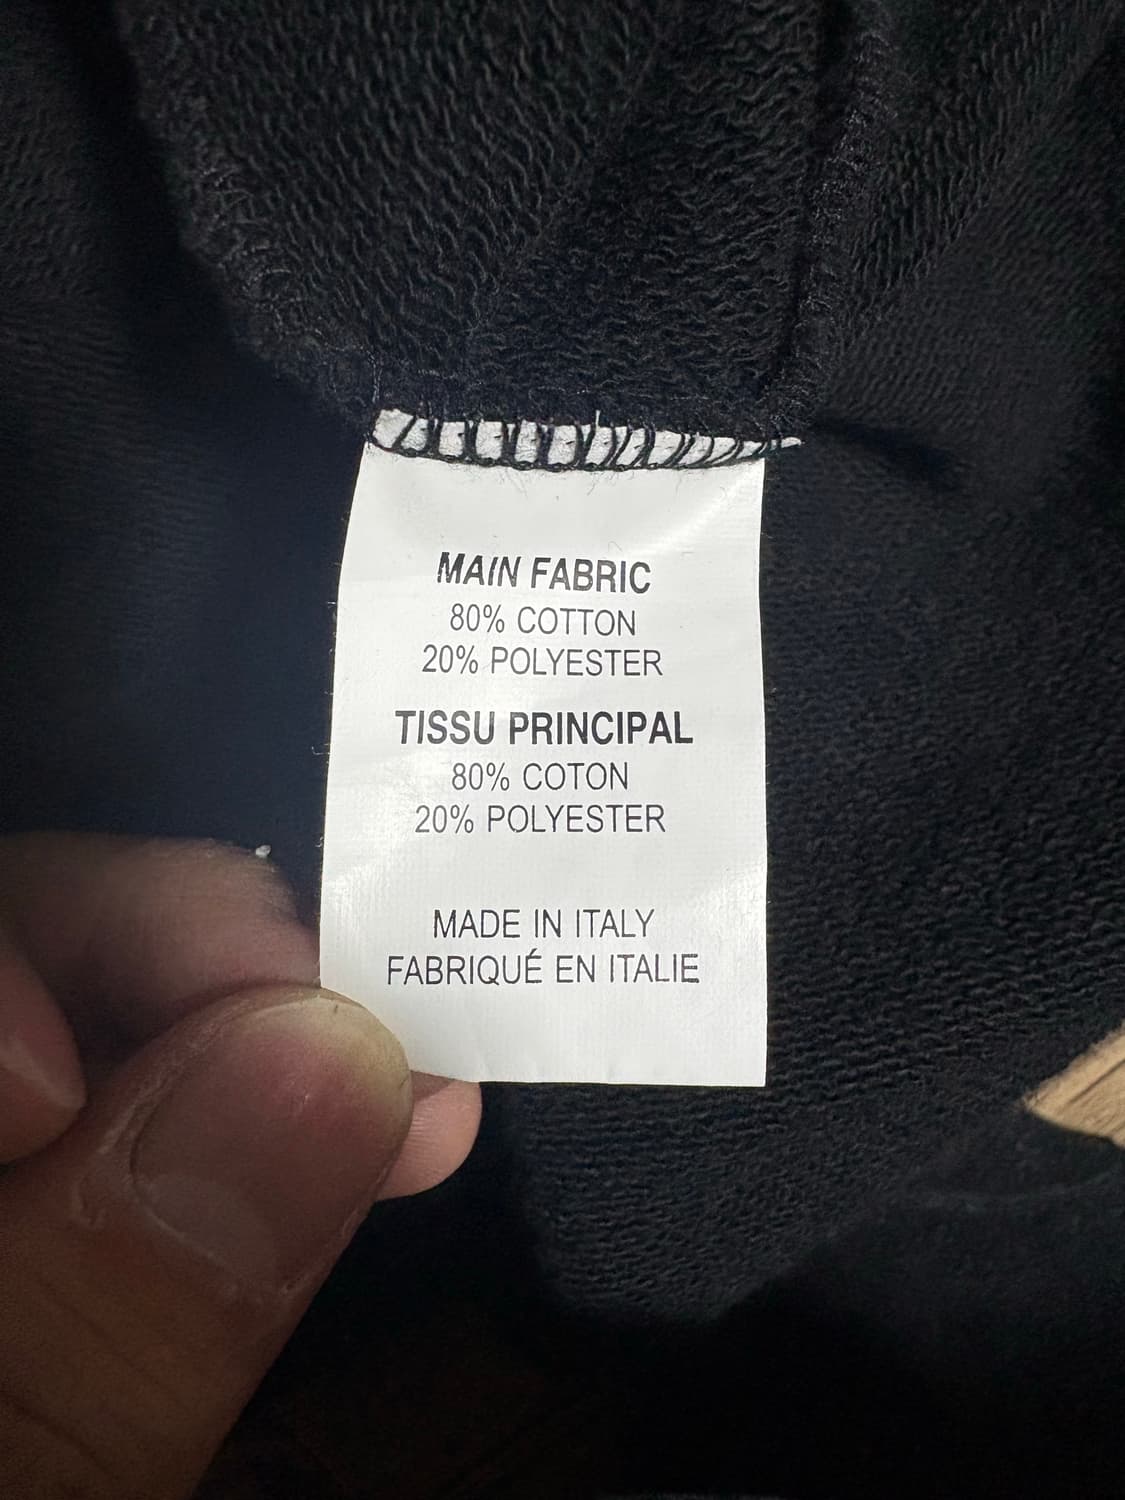 MAIN FABRIC
80% COTTON
20% POLYESTER
TISSU PRINCIPAL
80% COTON
20% POLYESTER
MADE IN ITALY
FABRIQUÉ EN ITALIE